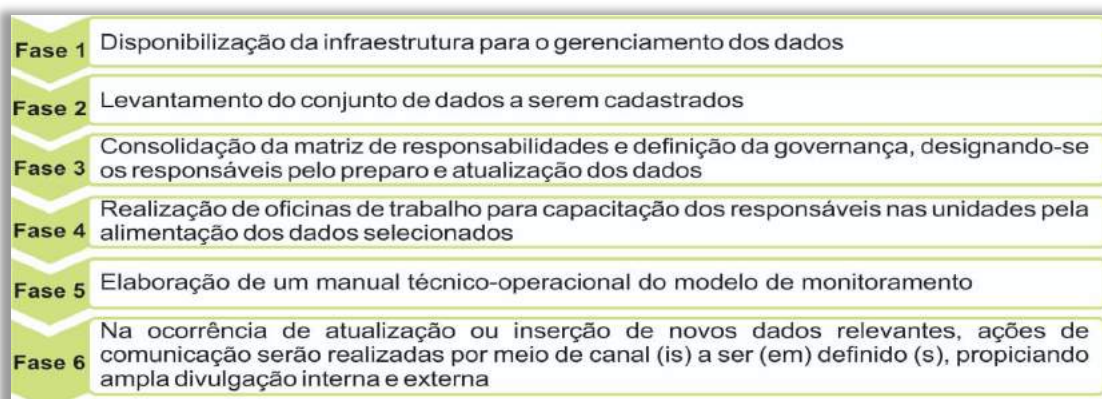 Fase 1 Disponibilização da infraestrutura para o gerenciamento dos dados
Fase 2 Levantamento do conjunto de dados a serem cadastrados
Consolidação da matriz de responsabilidades e definição da governança, designando-se
Fase 3 os responsáveis pelo preparo e atualização dos dados
Realização de oficinas de trabalho para capacitação dos responsáveis nas unidades pela
Fase 4 alimentação dos dados selecionados
Fase 5 Elaboração de um manual técnico-operacional do modelo de monitoramento
Na ocorrência de atualização ou inserção de novos dados relevantes, ações de
Fase 6 comunicação serão realizadas por meio de canal (is) a ser (em) definido (s), propiciando
ampla divulgação interna e externa